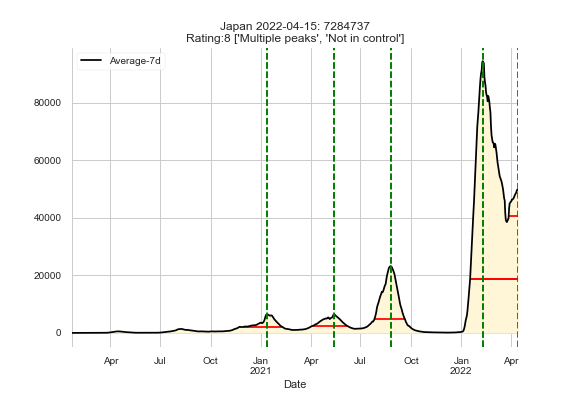 Japan 2022-04-15: 7284737
Rating:8 ['Multiple peaks', 'Not in control']
Average-7d
80000
60000
40000
20000
0
Apr Jul Oct Jan Apr Jul Oct Jan Apr
2021 2022
Date